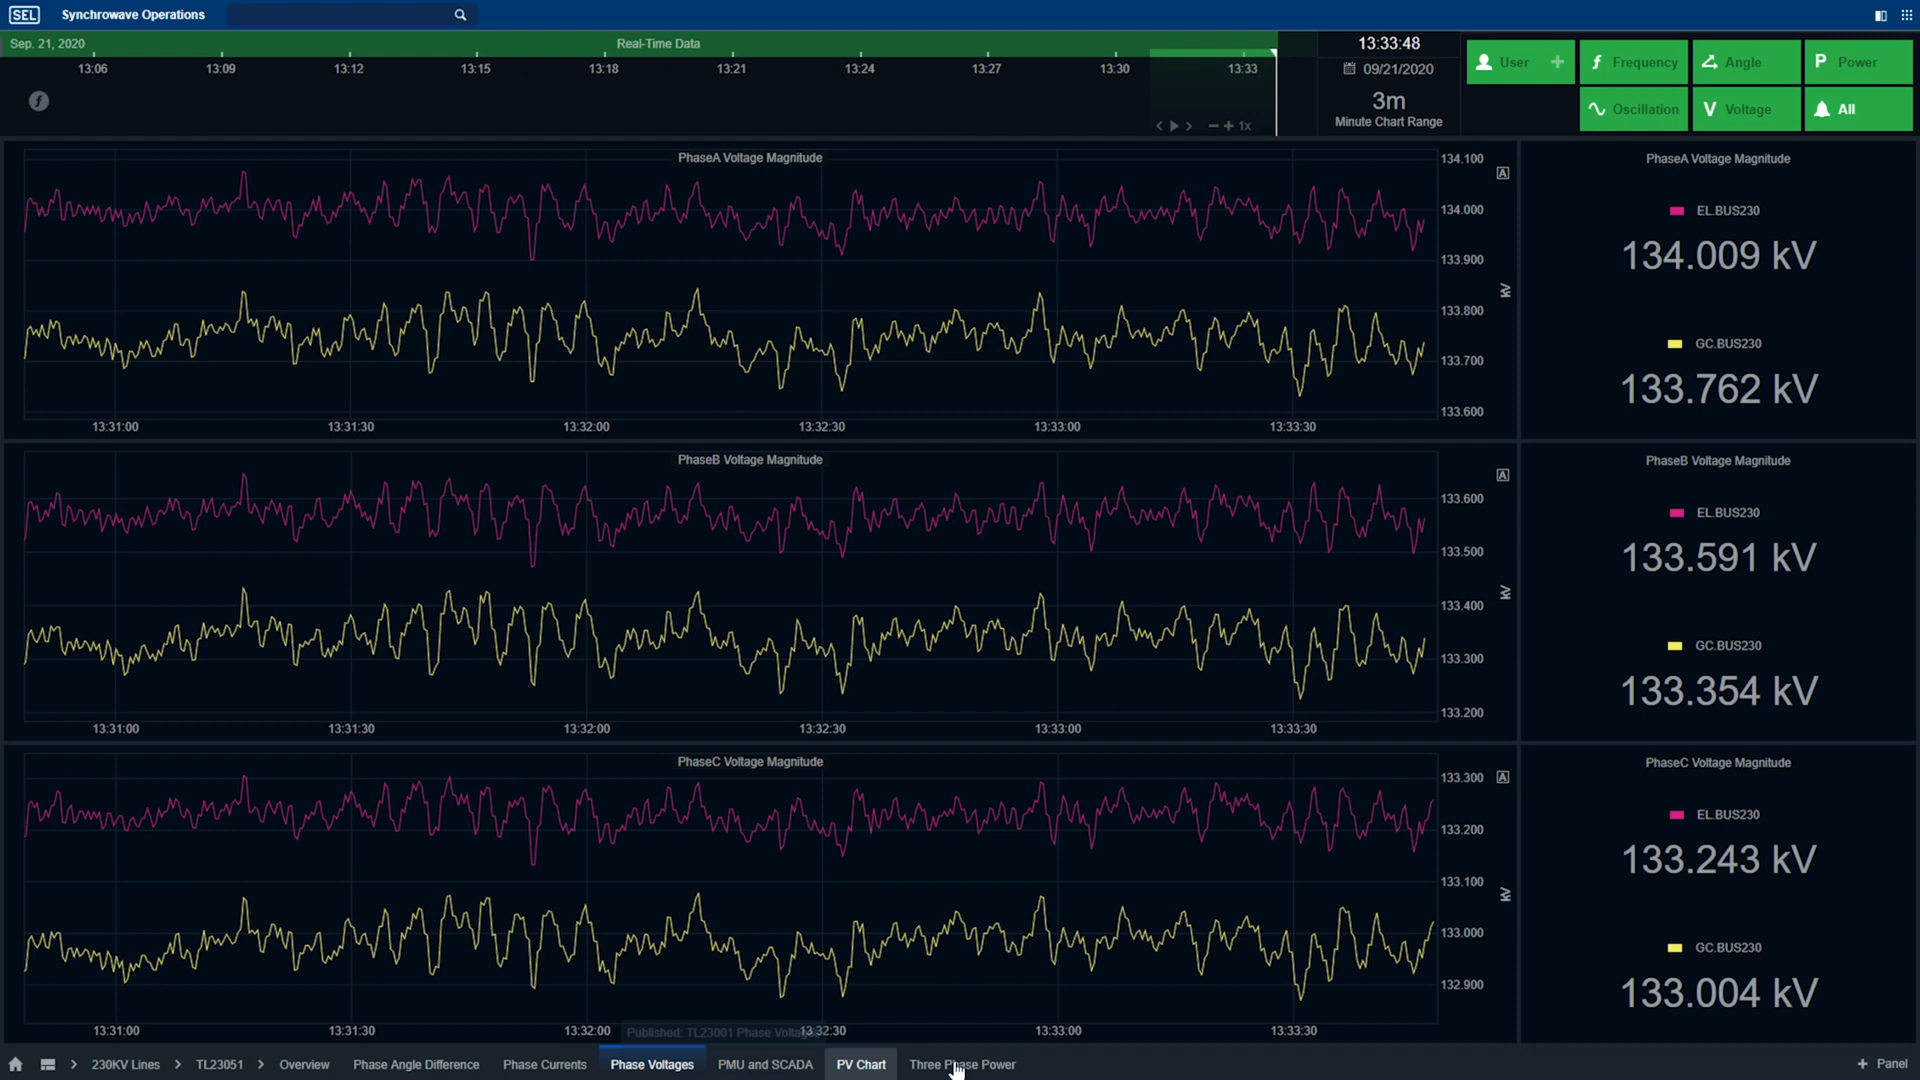 SEL Synchrowave Operations
Sep. 21, 2020 Real-Time Data
13:06 13:09 13:12 13:15 13:18 13:21 13:24 13:27 13:30 13:33
1x
13:33:48
09/21/2020
3m
Minute Chart Range
User Frequency Angle P Power
Oscillation V Voltage All
PhaseA Voltage Magnitude
A
134.100
134.000
133.900
133.800
133.700
133.600
kV
13:31:00 13:31:30 13:32:00 13:32:30 13:33:00 13:33:30
PhaseA Voltage Magnitude
EL.BUS230
134.009 kV
GC.BUS230
133.762 kV
PhaseB Voltage Magnitude
A
133.600
133.500
133.400
133.300
133.200
kV
13:31:00 13:31:30 13:32:00 13:32:30 13:33:00 13:33:30
PhaseB Voltage Magnitude
EL.BUS230
133.591 kV
GC.BUS230
133.354 kV
PhaseC Voltage Magnitude
A
133.300
133.200
133.100
133.000
132.900
kV
13:31:00 13:31:30 13:32:00 13:32:30 13:33:00 13:33:30
Published: TL23001 Phase Voltages
PhaseC Voltage Magnitude
EL.BUS230
133.243 kV
GC.BUS230
133.004 kV
230KV Lines TL23051 Overview Phase Angle Difference Phase Currents Phase Voltages PMU and SCADA PV Chart Three Phase Power + Panel